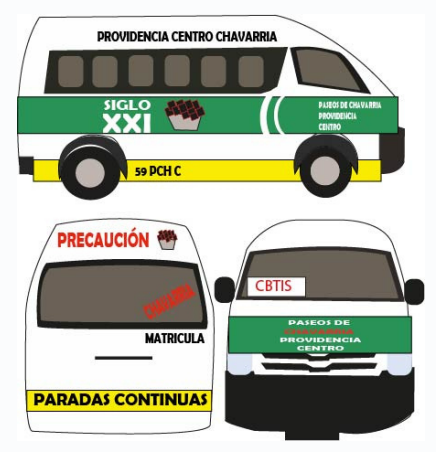 PROVIDENCIA CENTRO CHAVARRIA
SIGLO
XXI
PASEOS DE CHAVARRIA
PROVIDENCIA
CENTRO
59 PCH C
PRECAUCIÓN
CHAVARRIA
MATRICULA
PARADAS CONTINUAS
CBTIS
PASEOS DE
CHAVARRIA
PROVIDENCIA
CENTRO